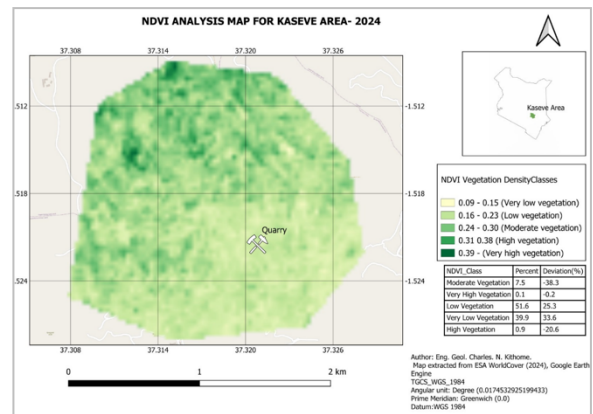 NDVI ANALYSIS MAP FOR KASEVE AREA- 2024
37.308 37.314 37.320 37.326
.512 -1.512
.518 -1.518
.524 -1.524
Quarry
37.308 37.314 37.320 37.326
0 1 2 km
Kaseve Area
NDVI Vegetation DensityClasses
0.09 - 0.15 (Very low vegetation)
0.16 - 0.23 (Low vegetation)
0.24 - 0.30 (Moderate vegetation)
0.31 0.38 (High vegetation)
0.39 - (Very high vegetation)
NDVI_Class Percent Deviation(%)
Moderate Vegetation 7.5 -38.3
Very High Vegetation 0.1 -0.2
Low Vegetation 51.6 25.3
Very Low Vegetation 39.9 33.6
High Vegetation 0.9 -20.6
Author: Eng. Geol. Charles. N. Kithome.
Map extracted from ESA WorldCover (2024), Google Earth
Engine
TGCS_WGS_1984
Angular unit: Degree (0.0174532925199433)
Prime Meridian: Greenwich (0.0)
Datum:WGS 1984